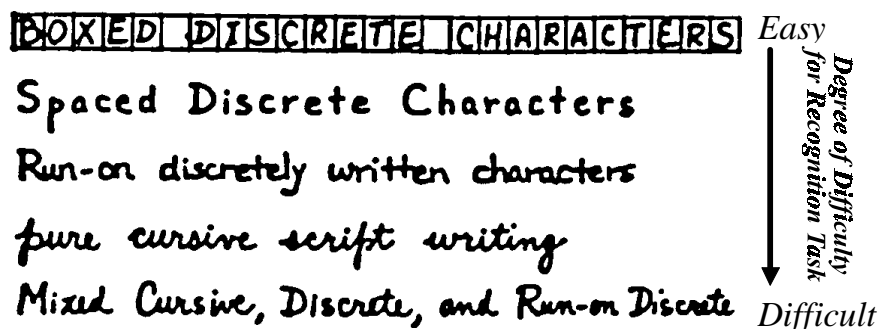 BOXED DISCRETE CHARACTERS
Spaced Discrete Characters
Run-on discretely written characters
pure cursive script writing
Mixed Cursive, Discrete, and Run-on Discrete
Easy
Degree of Difficulty
for Recognition Task
Difficult